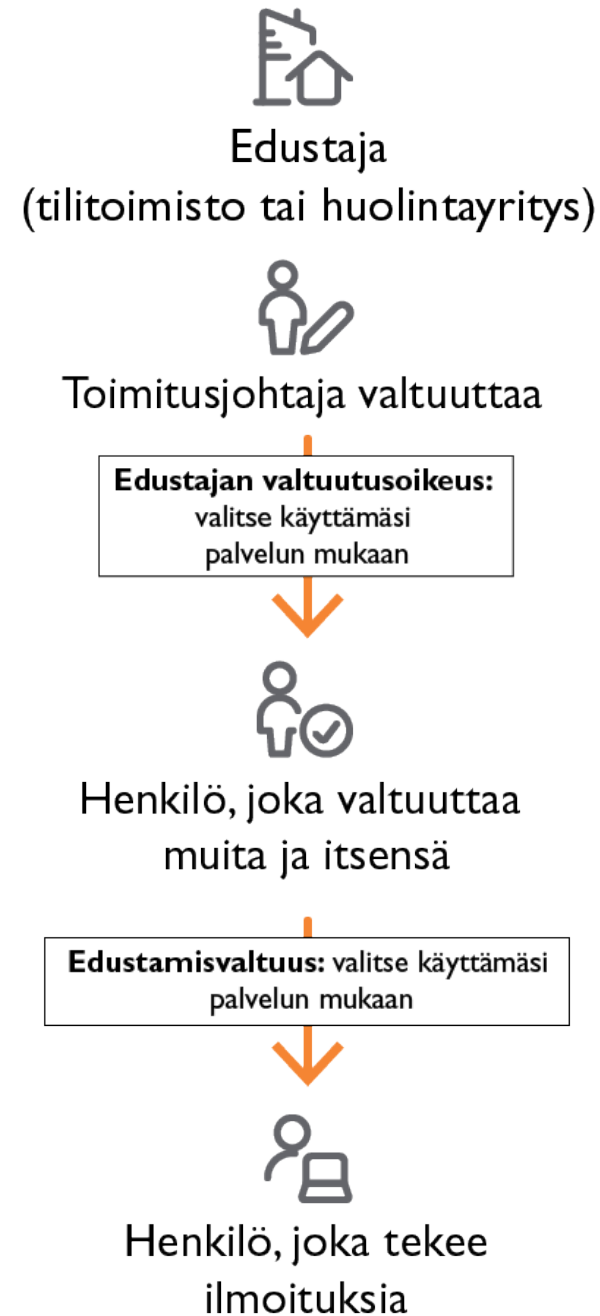 Edustaja
(tilitoimisto tai huolintayritys)
Toimitusjohtaja valtuuttaa
Edustajan valtuutusoikeus:
valitse käyttämäsi
palvelun mukaan
Henkilö, joka valtuuttaa
muita ja itsensä
Edustamisvaltuus: valitse käyttämäsi
palvelun mukaan
Henkilö, joka tekee
ilmoituksia